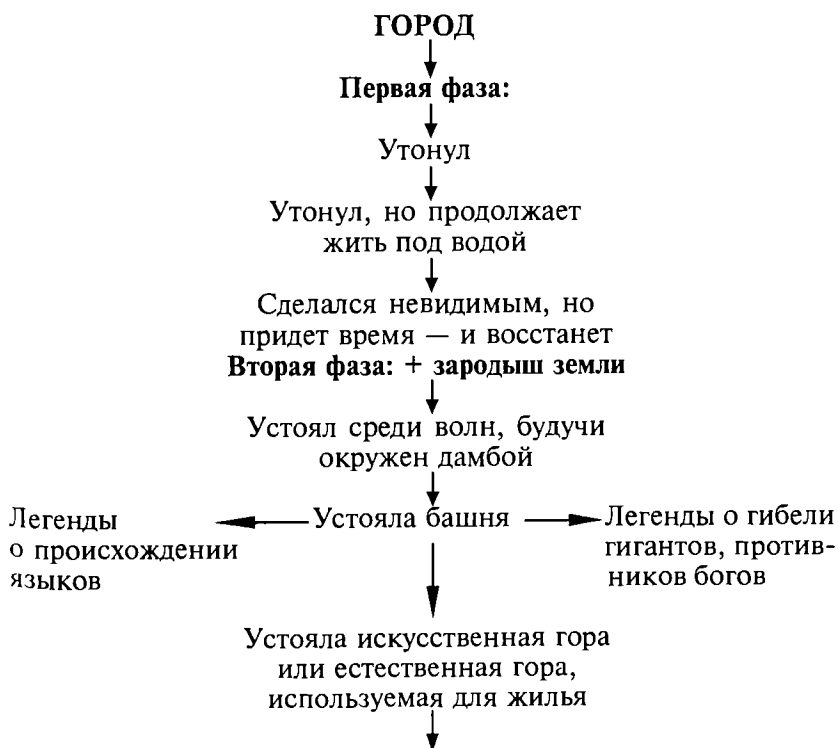 ГОРОД
Первая фаза:
Утонул
Утонул, но продолжает
жить под водой
Сделался невидимым, но
придет время — и восстанет
Вторая фаза: + зародыш земли
Устоял среди волн, будучи
окружен дамбой
Легенды
о происхождении
языков
Устояла башня
Легенды о гибели
гигантов, против-
ников богов
Устояла искусственная гора
или естественная гора,
используемая для жилья